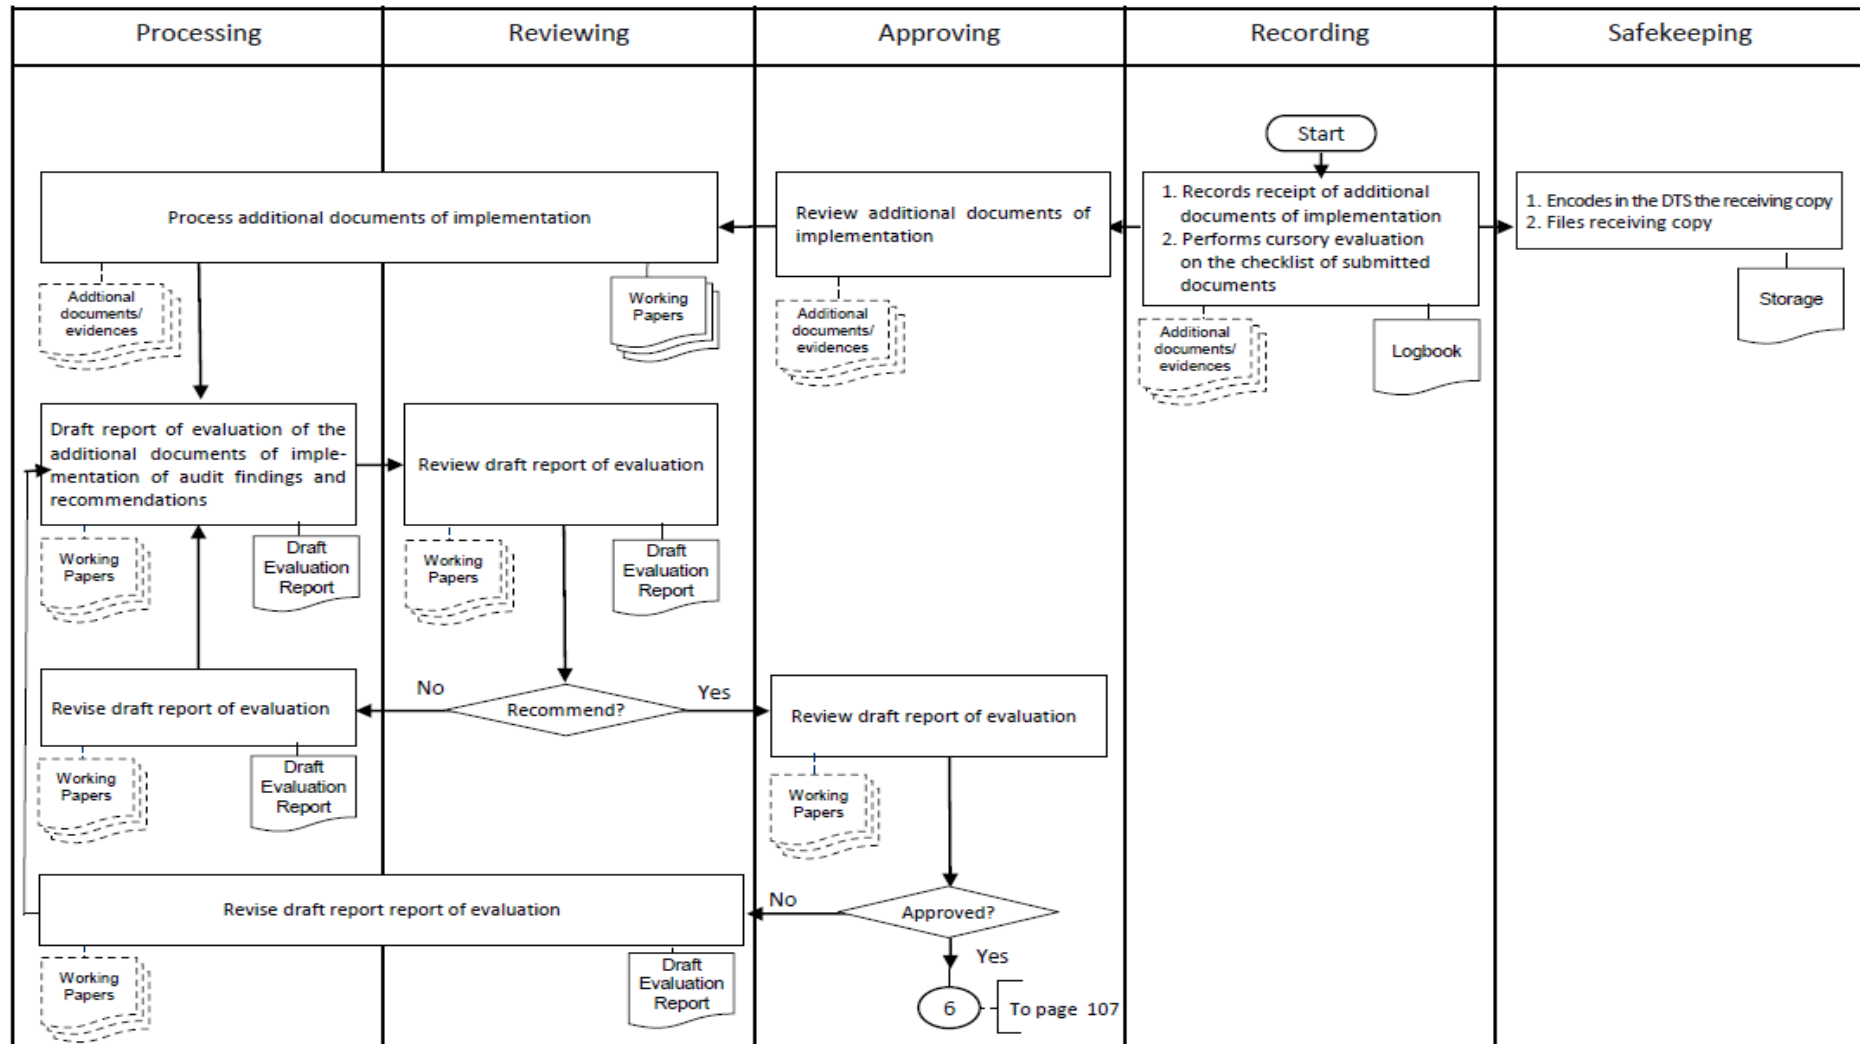 Processing
Reviewing
Approving
Recording
Safekeeping
Start
Process additional documents of implementation
Review additional documents of
implementation
1. Records receipt of additional
documents of implementation
2. Performs cursory evaluation
on the checklist of submitted
documents
1. Encodes in the DTS the receiving copy
2. Files receiving copy
Addtional
documents/
evidences
Working
Papers
Additional
documents/
evidences
Additional
documents/
evidences
Logbook
Storage
Draft report of evaluation of the
additional documents of imple-
mentation of audit findings and
recommendations
Review draft report of evaluation
Working
Papers
Draft
Evaluation
Report
Working
Papers
Draft
Evaluation
Report
Revise draft report of evaluation
No
Recommend?
Yes
Review draft report of evaluation
Working
Papers
Draft
Evaluation
Report
Working
Papers
Revise draft report report of evaluation
No
Approved?
Yes
Working
Papers
Draft
Evaluation
Report
6
To page 107